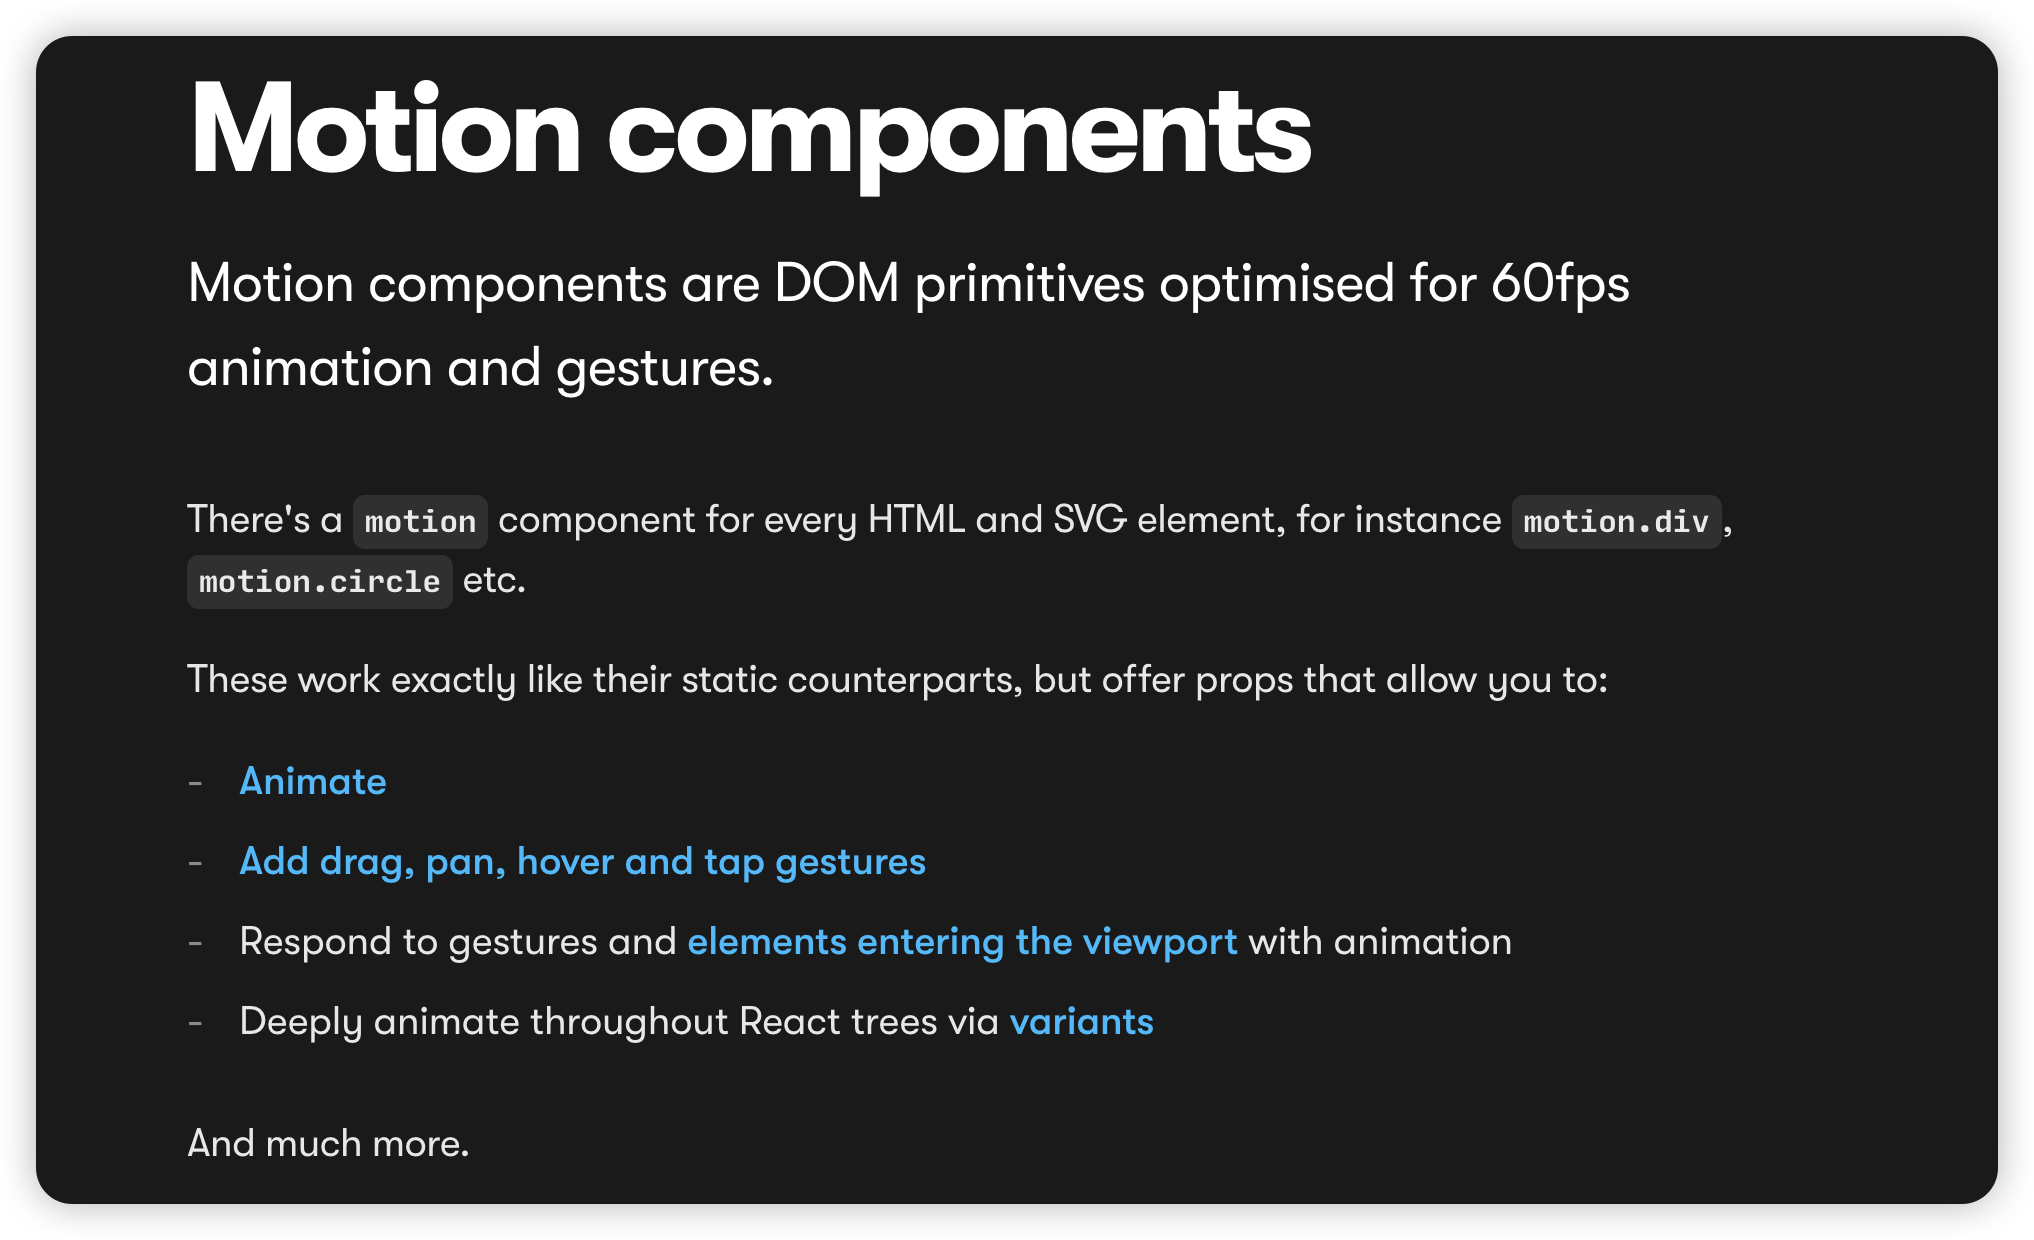 Motion components
Motion components are DOM primitives optimised for 60fps
animation and gestures.
There's a motion component for every HTML and SVG element, for instance motion.div,
motion.circle etc.
These work exactly like their static counterparts, but offer props that allow you to:
- Animate
- Add drag, pan, hover and tap gestures
- Respond to gestures and elements entering the viewport with animation
- Deeply animate throughout React trees via variants
And much more.